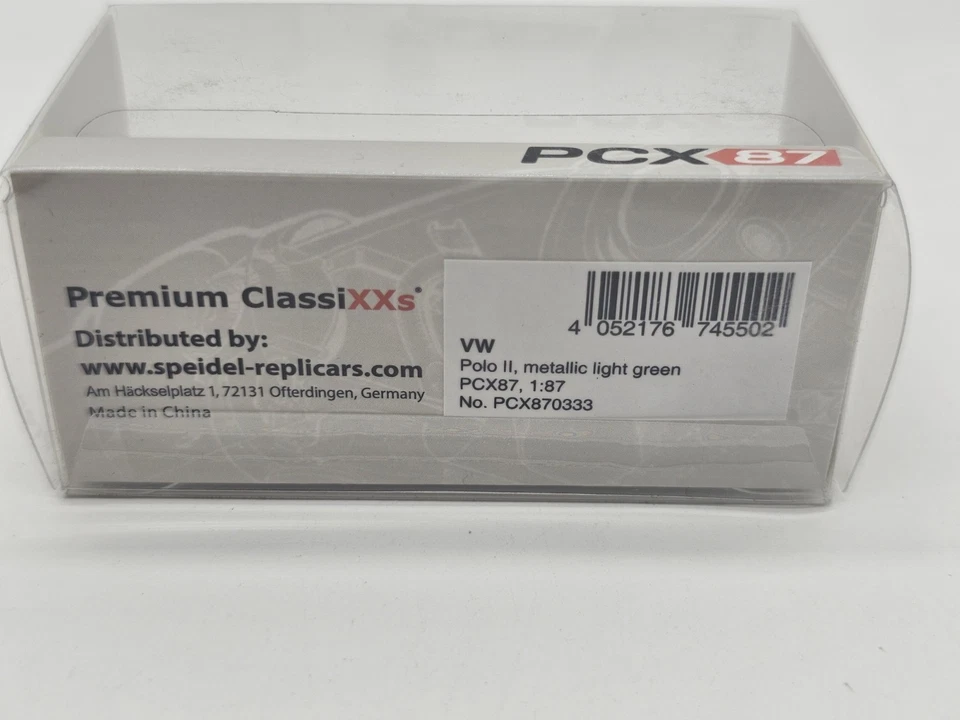 PCX 87
Premium ClassiXXs
Distributed by:
www.speidel-replicars.com
Am Häckselplatz 1, 72131 Ofterdingen, Germany
Made in China
4 052176 745502
VW
Polo II, metallic light green
PCX87, 1:87
No. PCX870333